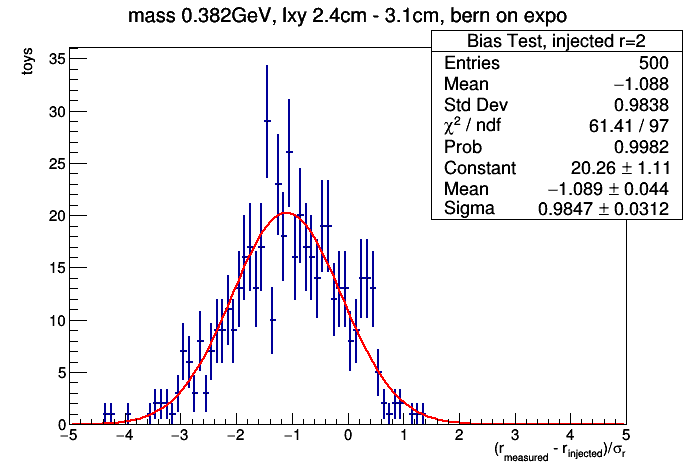 mass 0.382GeV, lxy 2.4cm - 3.1cm, bern on expo
Bias Test, injected r=2
Entries 500
Mean −1.088
Std Dev 0.9838
χ² / ndf 61.41 / 97
Prob 0.9982
Constant 20.26 ± 1.11
Mean −1.089 ± 0.044
Sigma 0.9847 ± 0.0312
toys
35
30
25
20
15
10
5
0
−5 −4 −3 −2 −1 0 1 2 3 4 5
(r_measured - r_injected)/σ_r